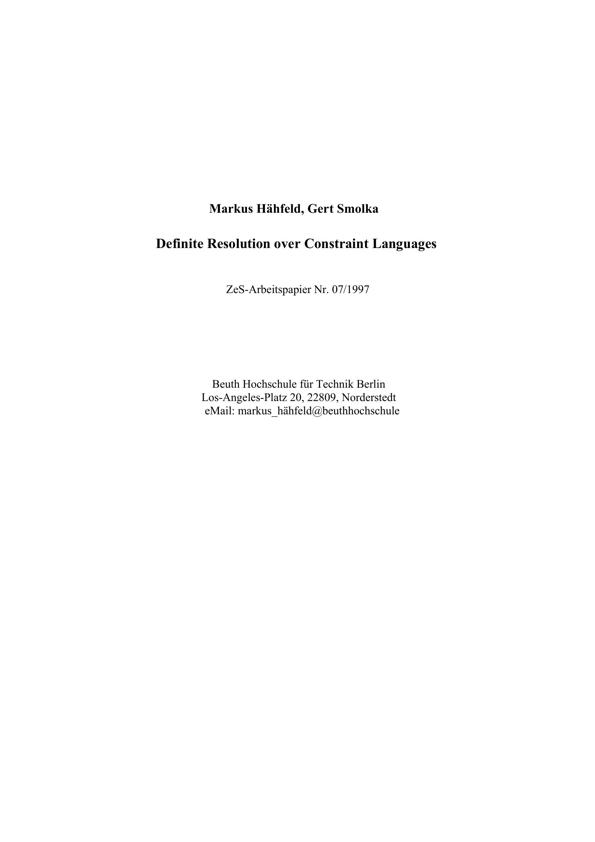 Markus Hähfeld, Gert Smolka
Definite Resolution over Constraint Languages
ZeS-Arbeitspapier Nr. 07/1997
Beuth Hochschule für Technik Berlin
Los-Angeles-Platz 20, 22809, Norderstedt
eMail: markus_hähfeld@beuthhochschule